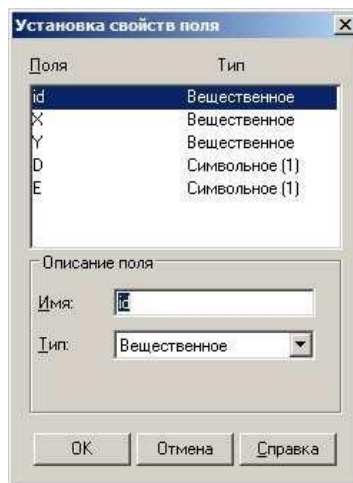 Установка свойств поля
Поля Тип
id Вещественное
X Вещественное
Y Вещественное
D Символьное (1)
E Символьное (1)
Описание поля
Имя: id
Тип: Вещественное
OK Отмена Справка